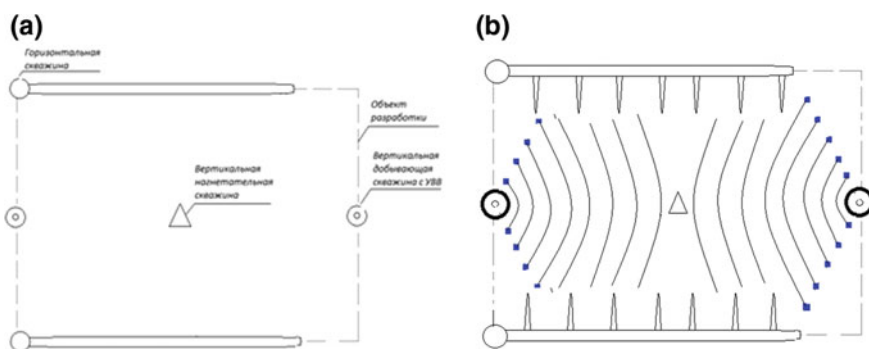 (a)
(b)
Горизонтальная
скважина
Объект
разработки
Вертикальная
нагнетательная
скважина
Вертикальная
добывающая
скважина с УВВ